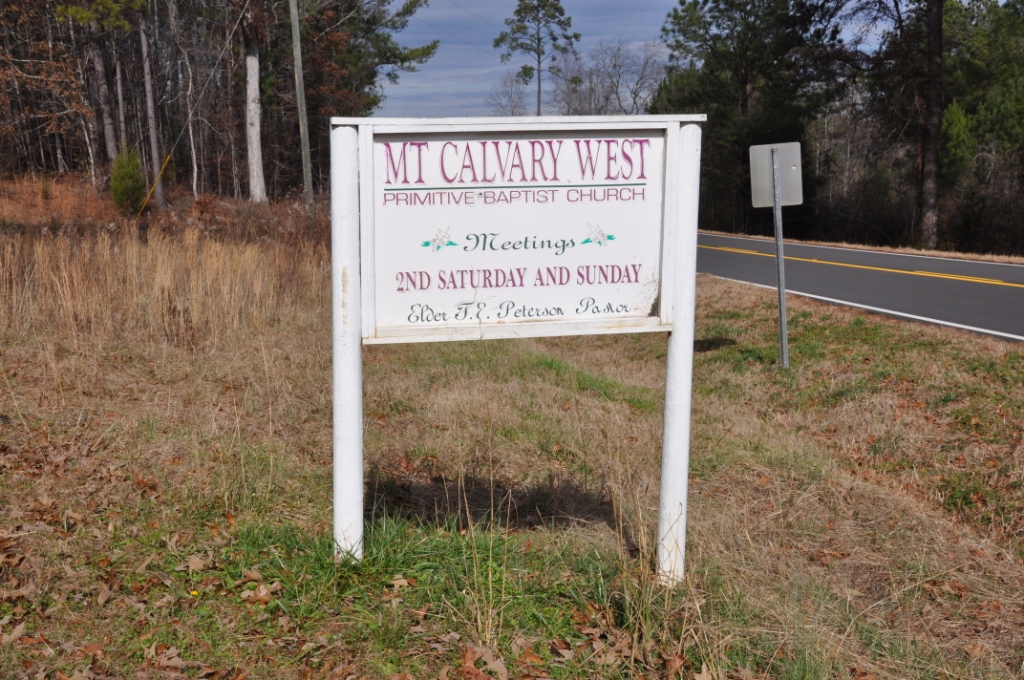 MT CALVARY WEST
PRIMITIVE BAPTIST CHURCH
Meetings
2ND SATURDAY AND SUNDAY
Elder T.E. Peterson Pastor